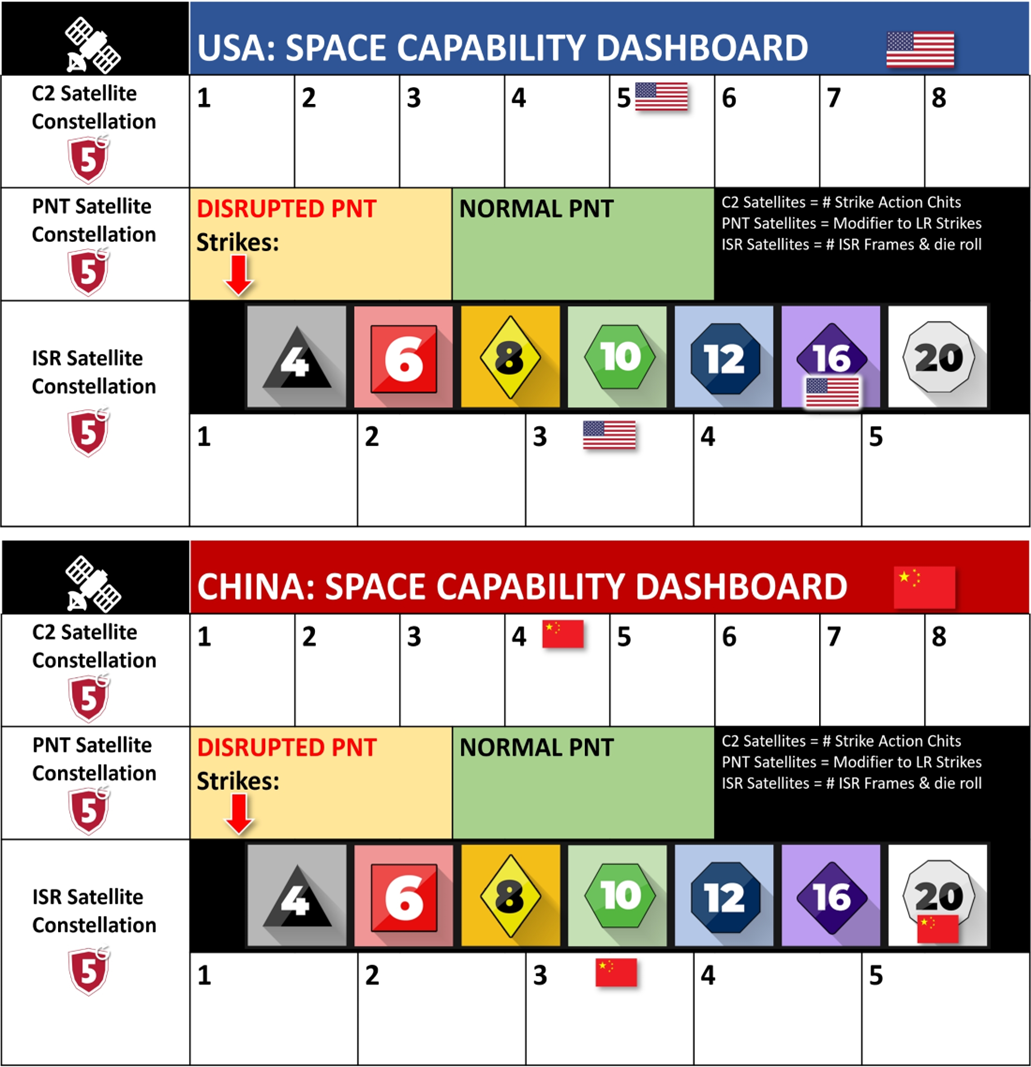 USA: SPACE CAPABILITY DASHBOARD
C2 Satellite
Constellation
5
1 2 3 4 5 6 7 8
PNT Satellite
Constellation
5
DISRUPTED PNT
Strikes:
NORMAL PNT
C2 Satellites = # Strike Action Chits
PNT Satellites = Modifier to LR Strikes
ISR Satellites = # ISR Frames & die roll
ISR Satellite
Constellation
5
4 6 8 10 12 16 20
1 2 3 4 5
CHINA: SPACE CAPABILITY DASHBOARD
C2 Satellite
Constellation
5
1 2 3 4 5 6 7 8
PNT Satellite
Constellation
5
DISRUPTED PNT
Strikes:
NORMAL PNT
C2 Satellites = # Strike Action Chits
PNT Satellites = Modifier to LR Strikes
ISR Satellites = # ISR Frames & die roll
ISR Satellite
Constellation
5
4 6 8 10 12 16 20
1 2 3 4 5